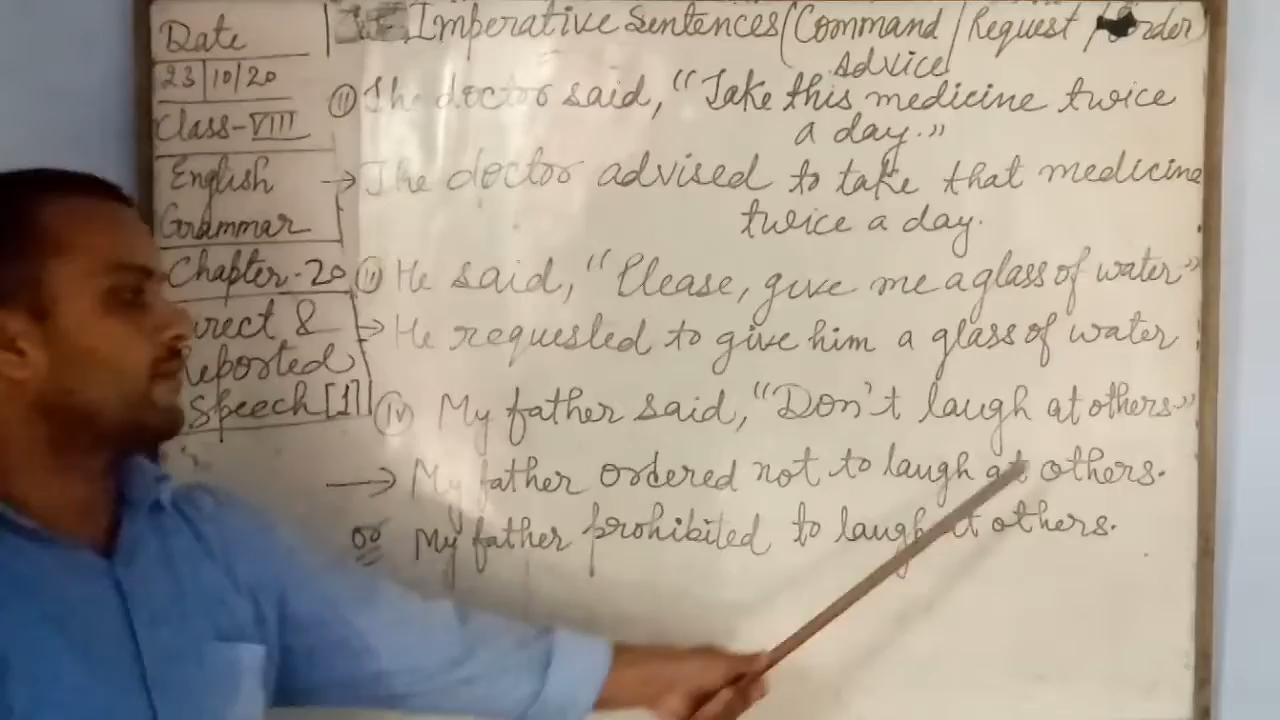 Date
23/10/20
Class-VIII
English
Grammar
Chapter-20
irect &
Reported
Speech [1]
Imperative Sentences (Command / Request / Order
Advice
(ii) The doctor said, "Take this medicine twice
a day."
→ The doctor advised to take that medicine
twice a day.
He said, "Please, give me a glass of water"
→ He requested to give him a glass of water
(iv) My father said, "Don't laugh at others."
→ My father ordered not to laugh at others.
or My father prohibited to laugh at others.